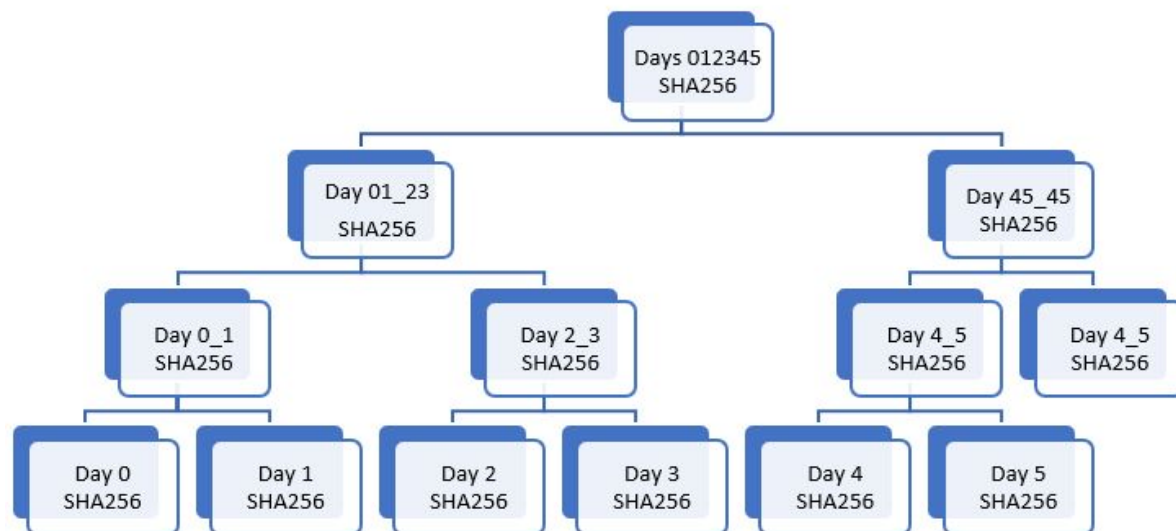 Days 012345
SHA256
Day 01_23
SHA256
Day 45_45
SHA256
Day 0_1
SHA256
Day 2_3
SHA256
Day 4_5
SHA256
Day 4_5
SHA256
Day 0
SHA256
Day 1
SHA256
Day 2
SHA256
Day 3
SHA256
Day 4
SHA256
Day 5
SHA256